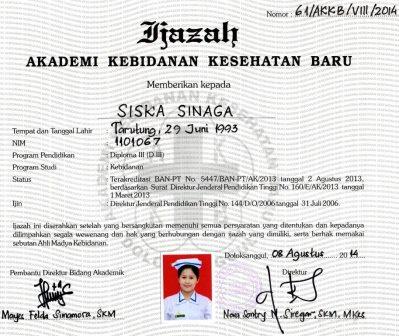 Nomor : 61/AKKB/VIII/2014
Ijazah
AKADEMI KEBIDANAN KESEHATAN BARU
Memberikan kepada
SISKA SINAGA
Tempat dan Tanggal Lahir : Tarutung, 29 Juni 1993
NIM : 1101067
Program Pendidikan : Diploma III (D.III)
Program Studi : Kebidanan
Status : Terakreditasi BAN-PT No. 5447/BAN-PT/AK/2013 tanggal 2 Agustus 2013,
berdasarkan Surat Direktur Jenderal Pendidikan Tinggi No. 160/E/AK/2013 tanggal
1 Maret 2013
Ijin : Direktur Jenderal Pendidikan Tinggi No. 144/D/O/2006 tanggal 31 Juli 2006.
Ijazah ini diserahkan setelah yang bersangkutan memenuhi semua persyaratan yang ditentukan dan kepadanya
dilimpahkan segala wewenang dan hak yang berhubungan dengan ijazah yang dimiliki, serta berhak memakai
sebutan Ahli Madya Kebidanan.
Doloksanggul, 08 Agustus 2014
Pembantu Direktur Bidang Akademik
Direktur
Felda Sinamora, SKM
Sentry N. Siregar, SKM, MKes